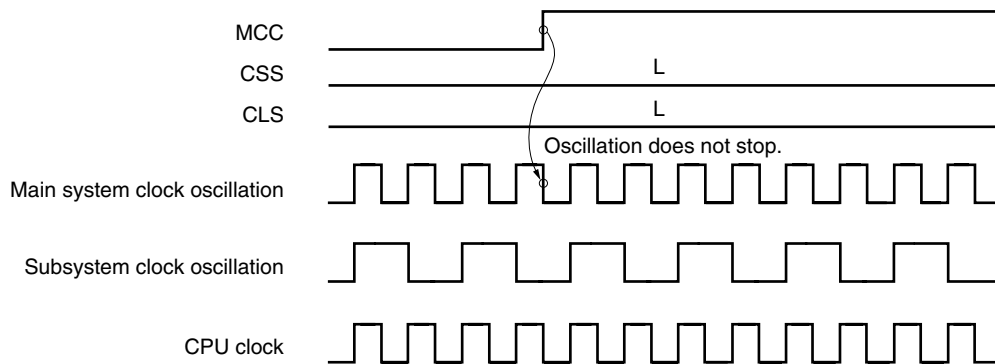 MCC
CSS
L
CLS
L
Oscillation does not stop.
Main system clock oscillation
Subsystem clock oscillation
CPU clock